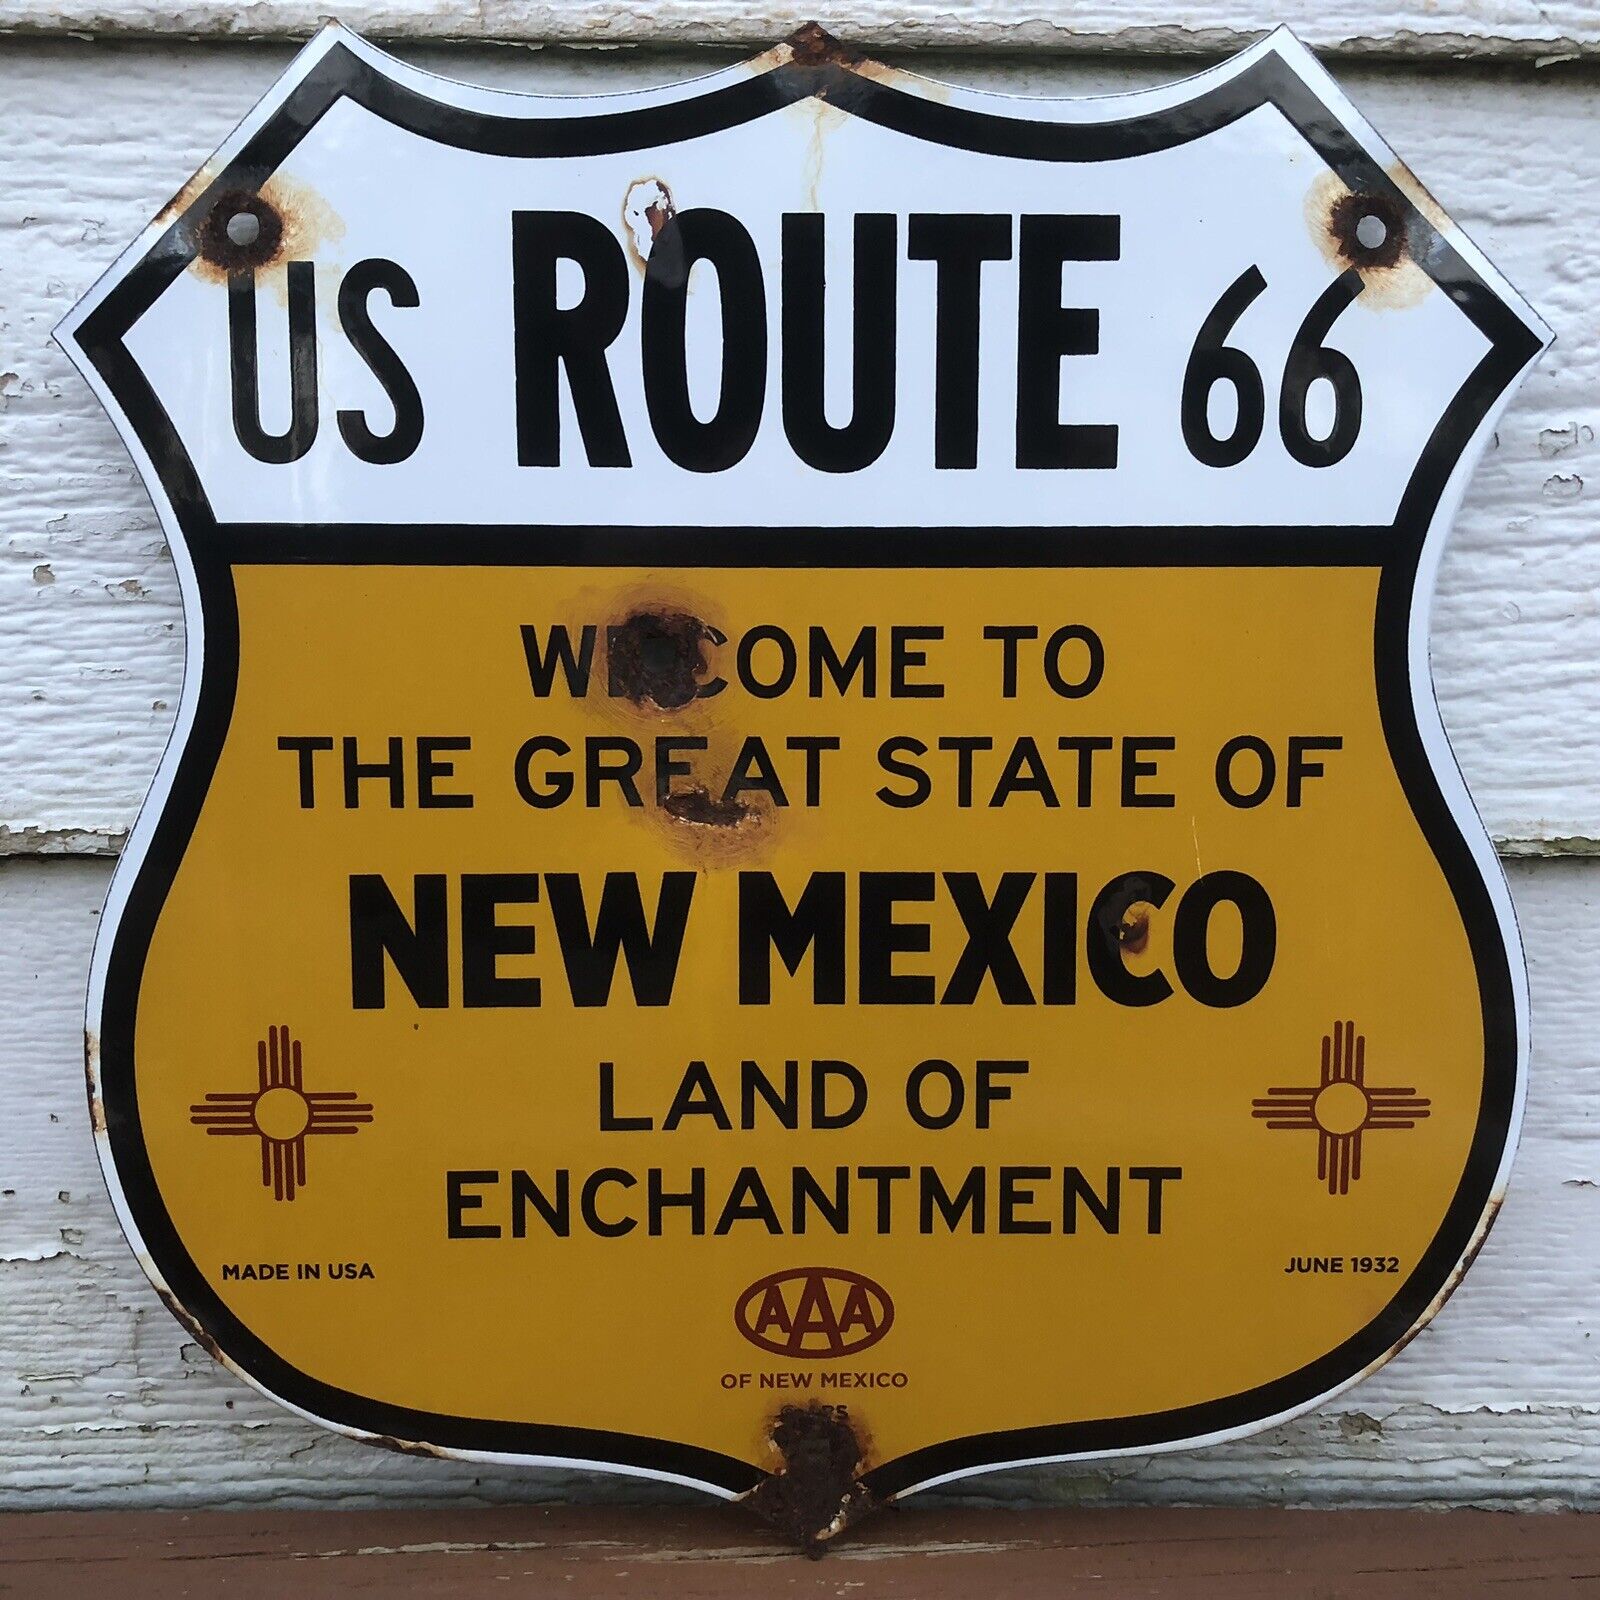 US ROUTE 66
WELCOME TO
THE GREAT STATE OF
NEW MEXICO
LAND OF
ENCHANTMENT
MADE IN USA
JUNE 1932
AAA
OF NEW MEXICO